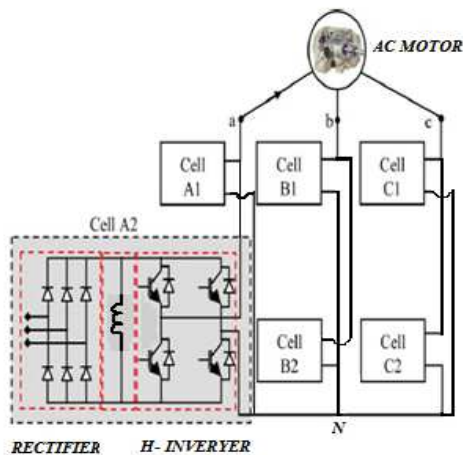 AC MOTOR
a
b
c
Cell
A1
Cell
B1
Cell
C1
Cell A2
Cell
B2
Cell
C2
N
RECTIFIER
H- INVERYER